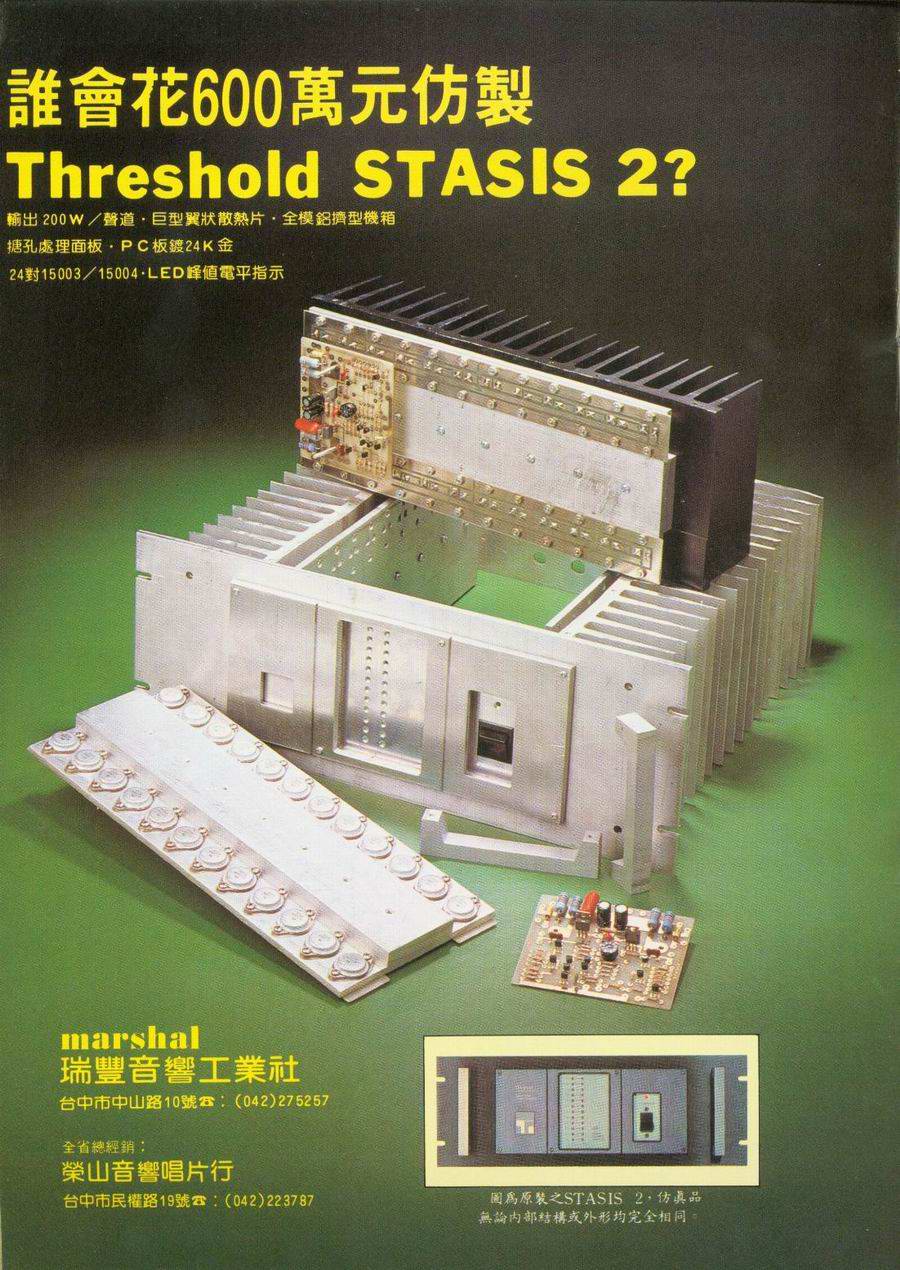 誰會花600萬元仿製
Threshold STASIS 2?
輸出200W／聲道·巨型翼狀散熱片·全模鋁擠型機箱
搪孔處理面板·PC板鍍24K金
24對15003／15004·LED峰值電平指示
marshal
瑞豐音響工業社
台中市中山路10號☎：(042)275257
全省總經銷：
榮山音響唱片行
台中市民權路19號☎：(042)223787
圖為原裝之STASIS 2，仿真品
無論內部結構或外形均完全相同。